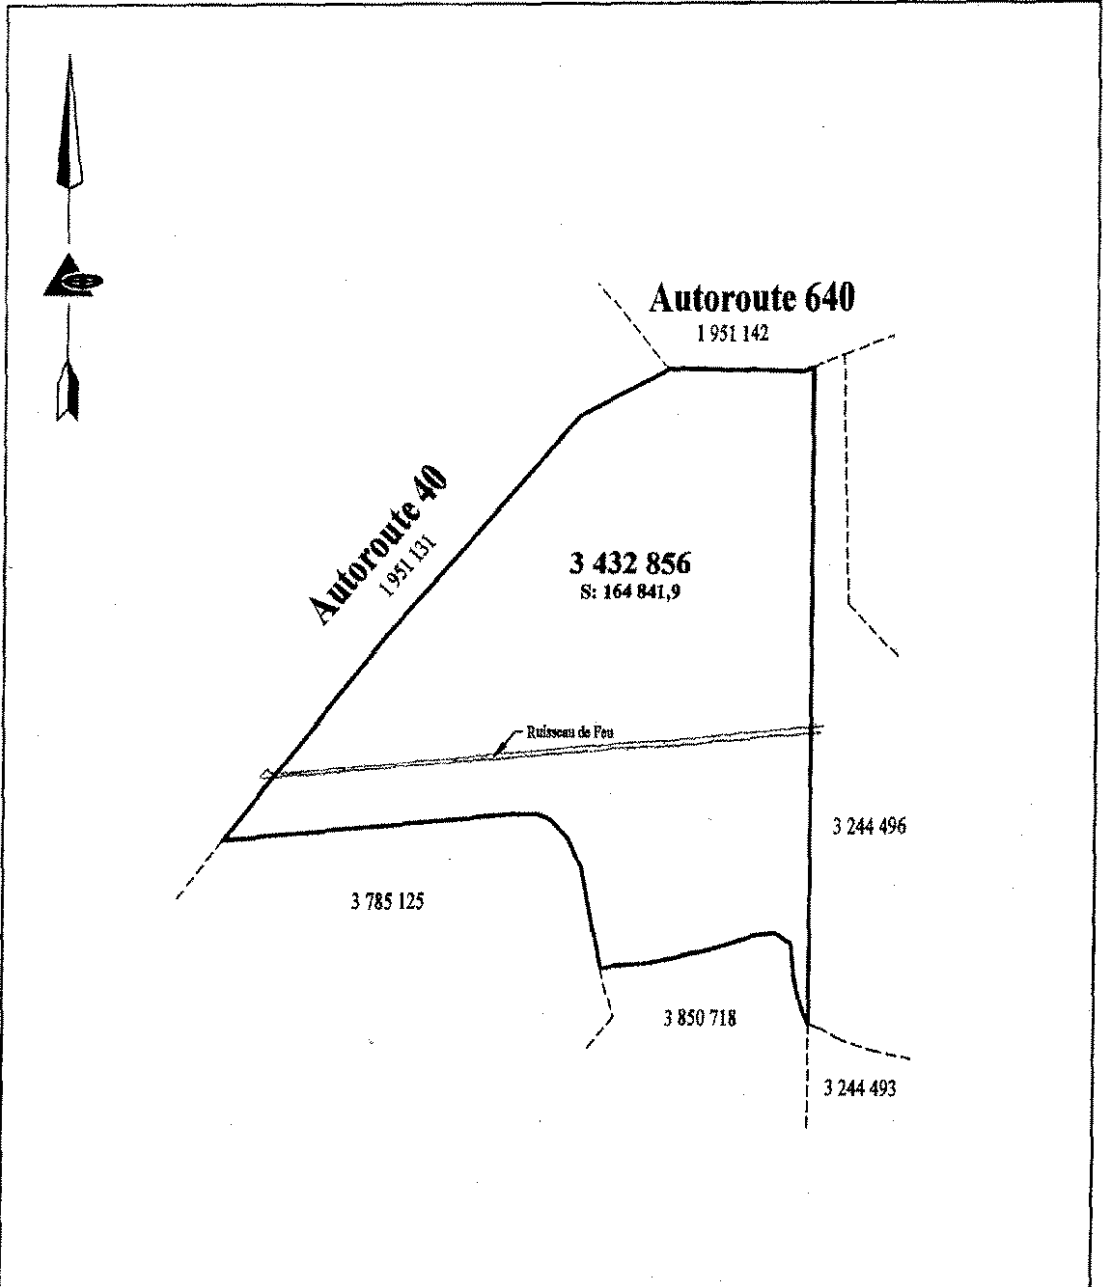 Autoroute 640
1 951 142
Autoroute 40
1 951 131
3 432 856
S: 164 841,9
Ruisseau de Feu
3 244 496
3 785 125
3 850 718
3 244 493